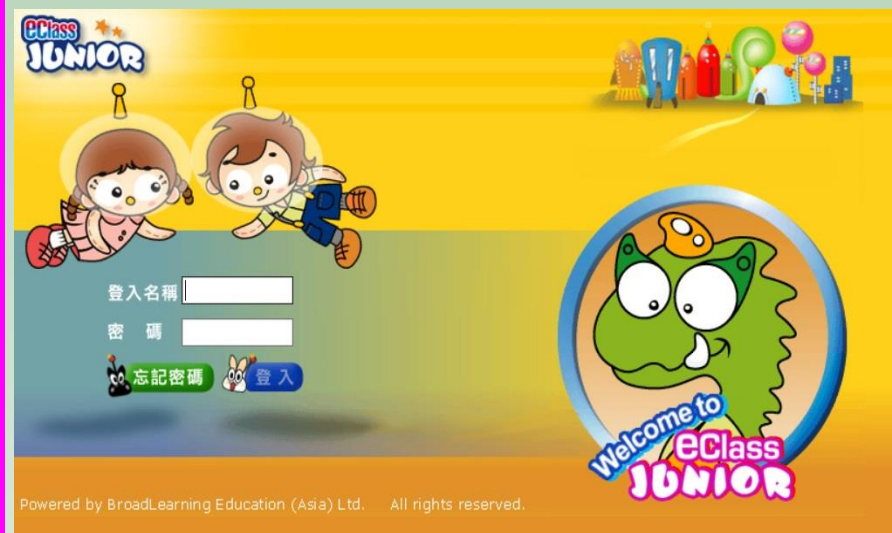 eClass
JUNIOR
登入名稱
密 碼
忘記密碼 登入
Welcome to
eClass
JUNIOR
Powered by BroadLearning Education (Asia) Ltd. All rights reserved.